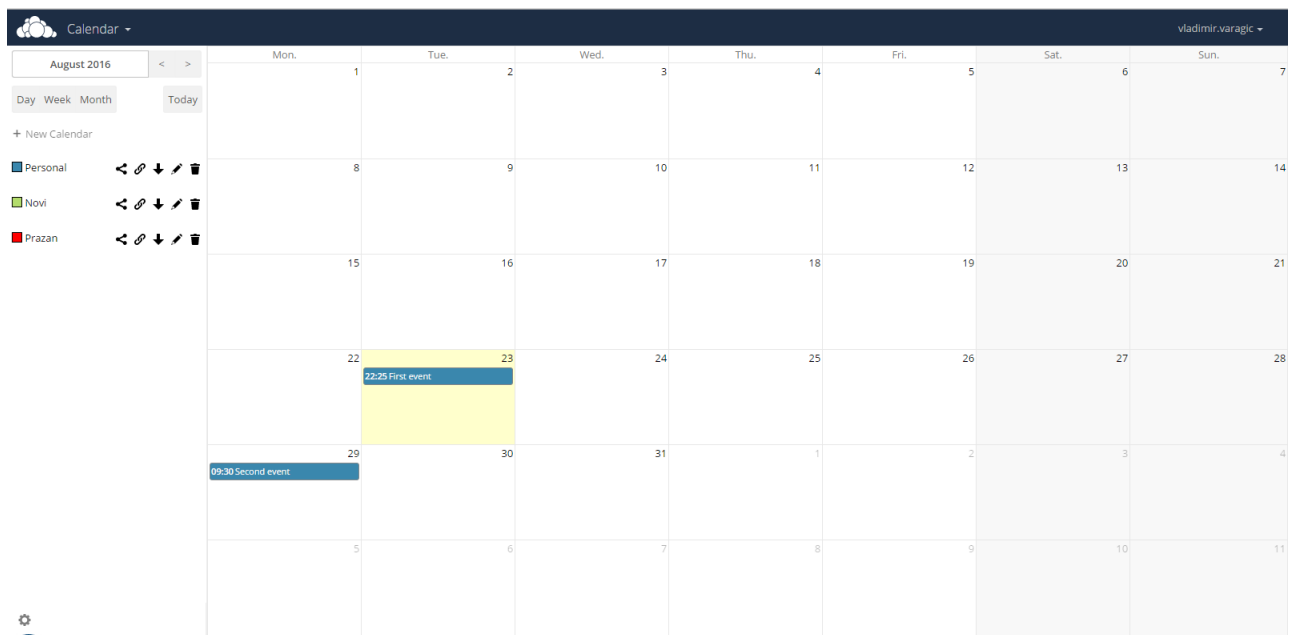 Calendar vladimir.varagic
August 2016 < >
Day Week Month Today
+ New Calendar
Personal
Novi
Prazan
Mon. Tue. Wed. Thu. Fri. Sat. Sun.
1 2 3 4 5 6 7
8 9 10 11 12 13 14
15 16 17 18 19 20 21
22 23 24 25 26 27 28
22:25 First event
29 30 31 1 2 3 4
09:30 Second event
5 6 7 8 9 10 11